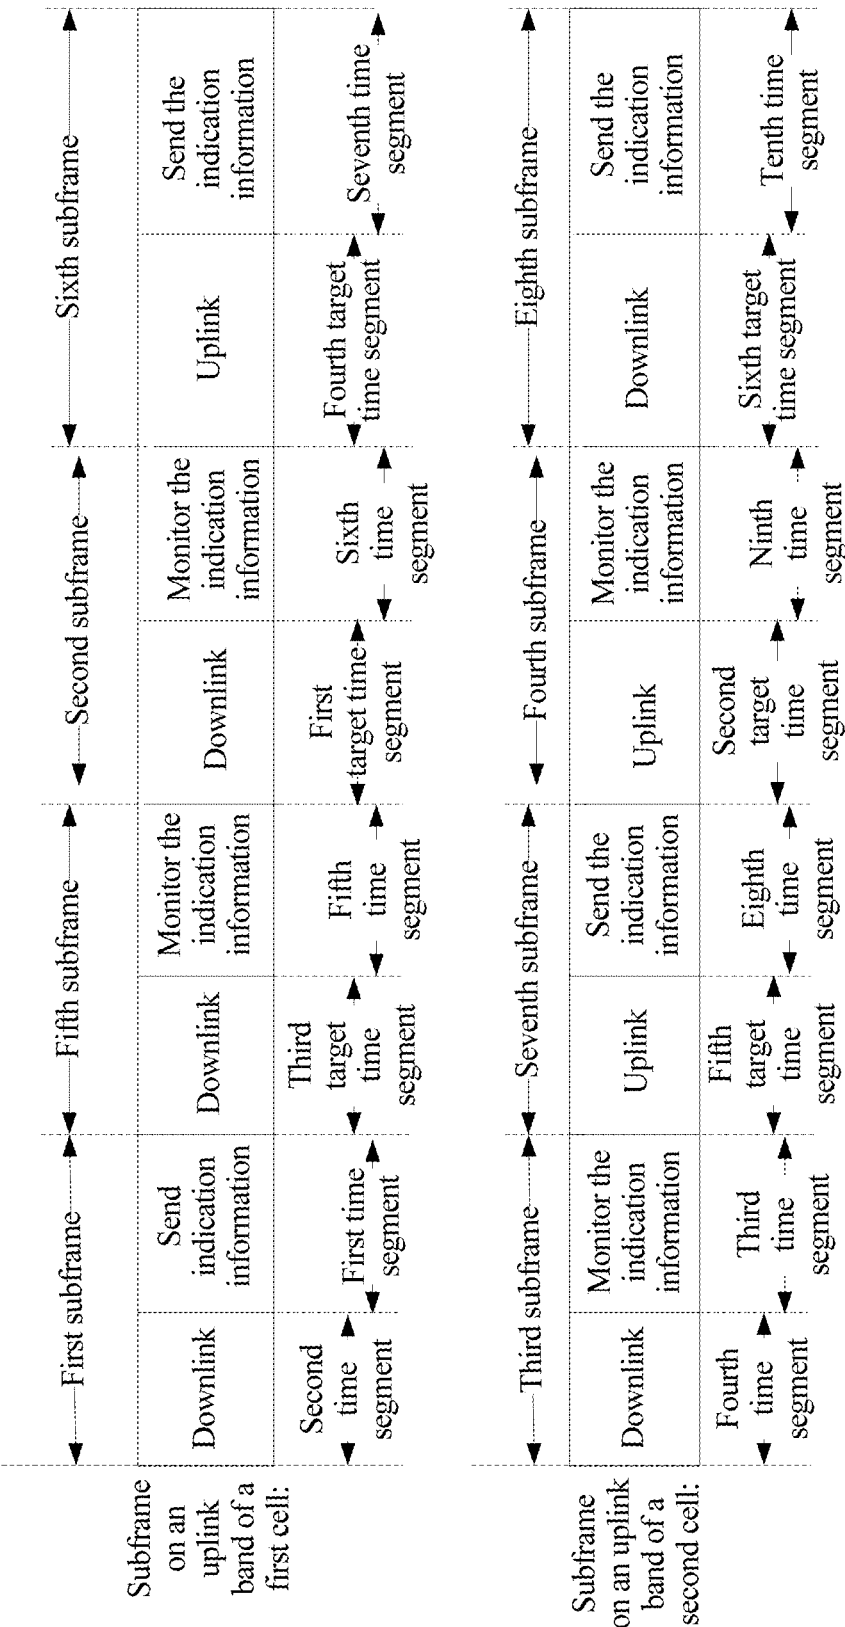 First subframe
Fifth subframe
Second subframe
Sixth subframe
Subframe
on an
uplink
band of a
first cell:
Downlink
Send
indication
information
Downlink
Monitor the
indication
information
Downlink
Monitor the
indication
information
Uplink
Send the
indication
information
Second
time
segment
First time
segment
Third
target
time
segment
Fifth
time
segment
First
target time
segment
Sixth
time
segment
Fourth target
time segment
Seventh time
segment
Third subframe
Seventh subframe
Fourth subframe
Eighth subframe
Subframe
on an uplink
band of a
second cell:
Downlink
Monitor the
indication
information
Uplink
Send the
indication
information
Uplink
Monitor the
indication
information
Downlink
Send the
indication
information
Fourth
time
segment
Third
time
segment
Fifth
target
time
segment
Eighth
time
segment
Second
target
time
segment
Ninth
time
segment
Sixth target
time segment
Tenth time
segment